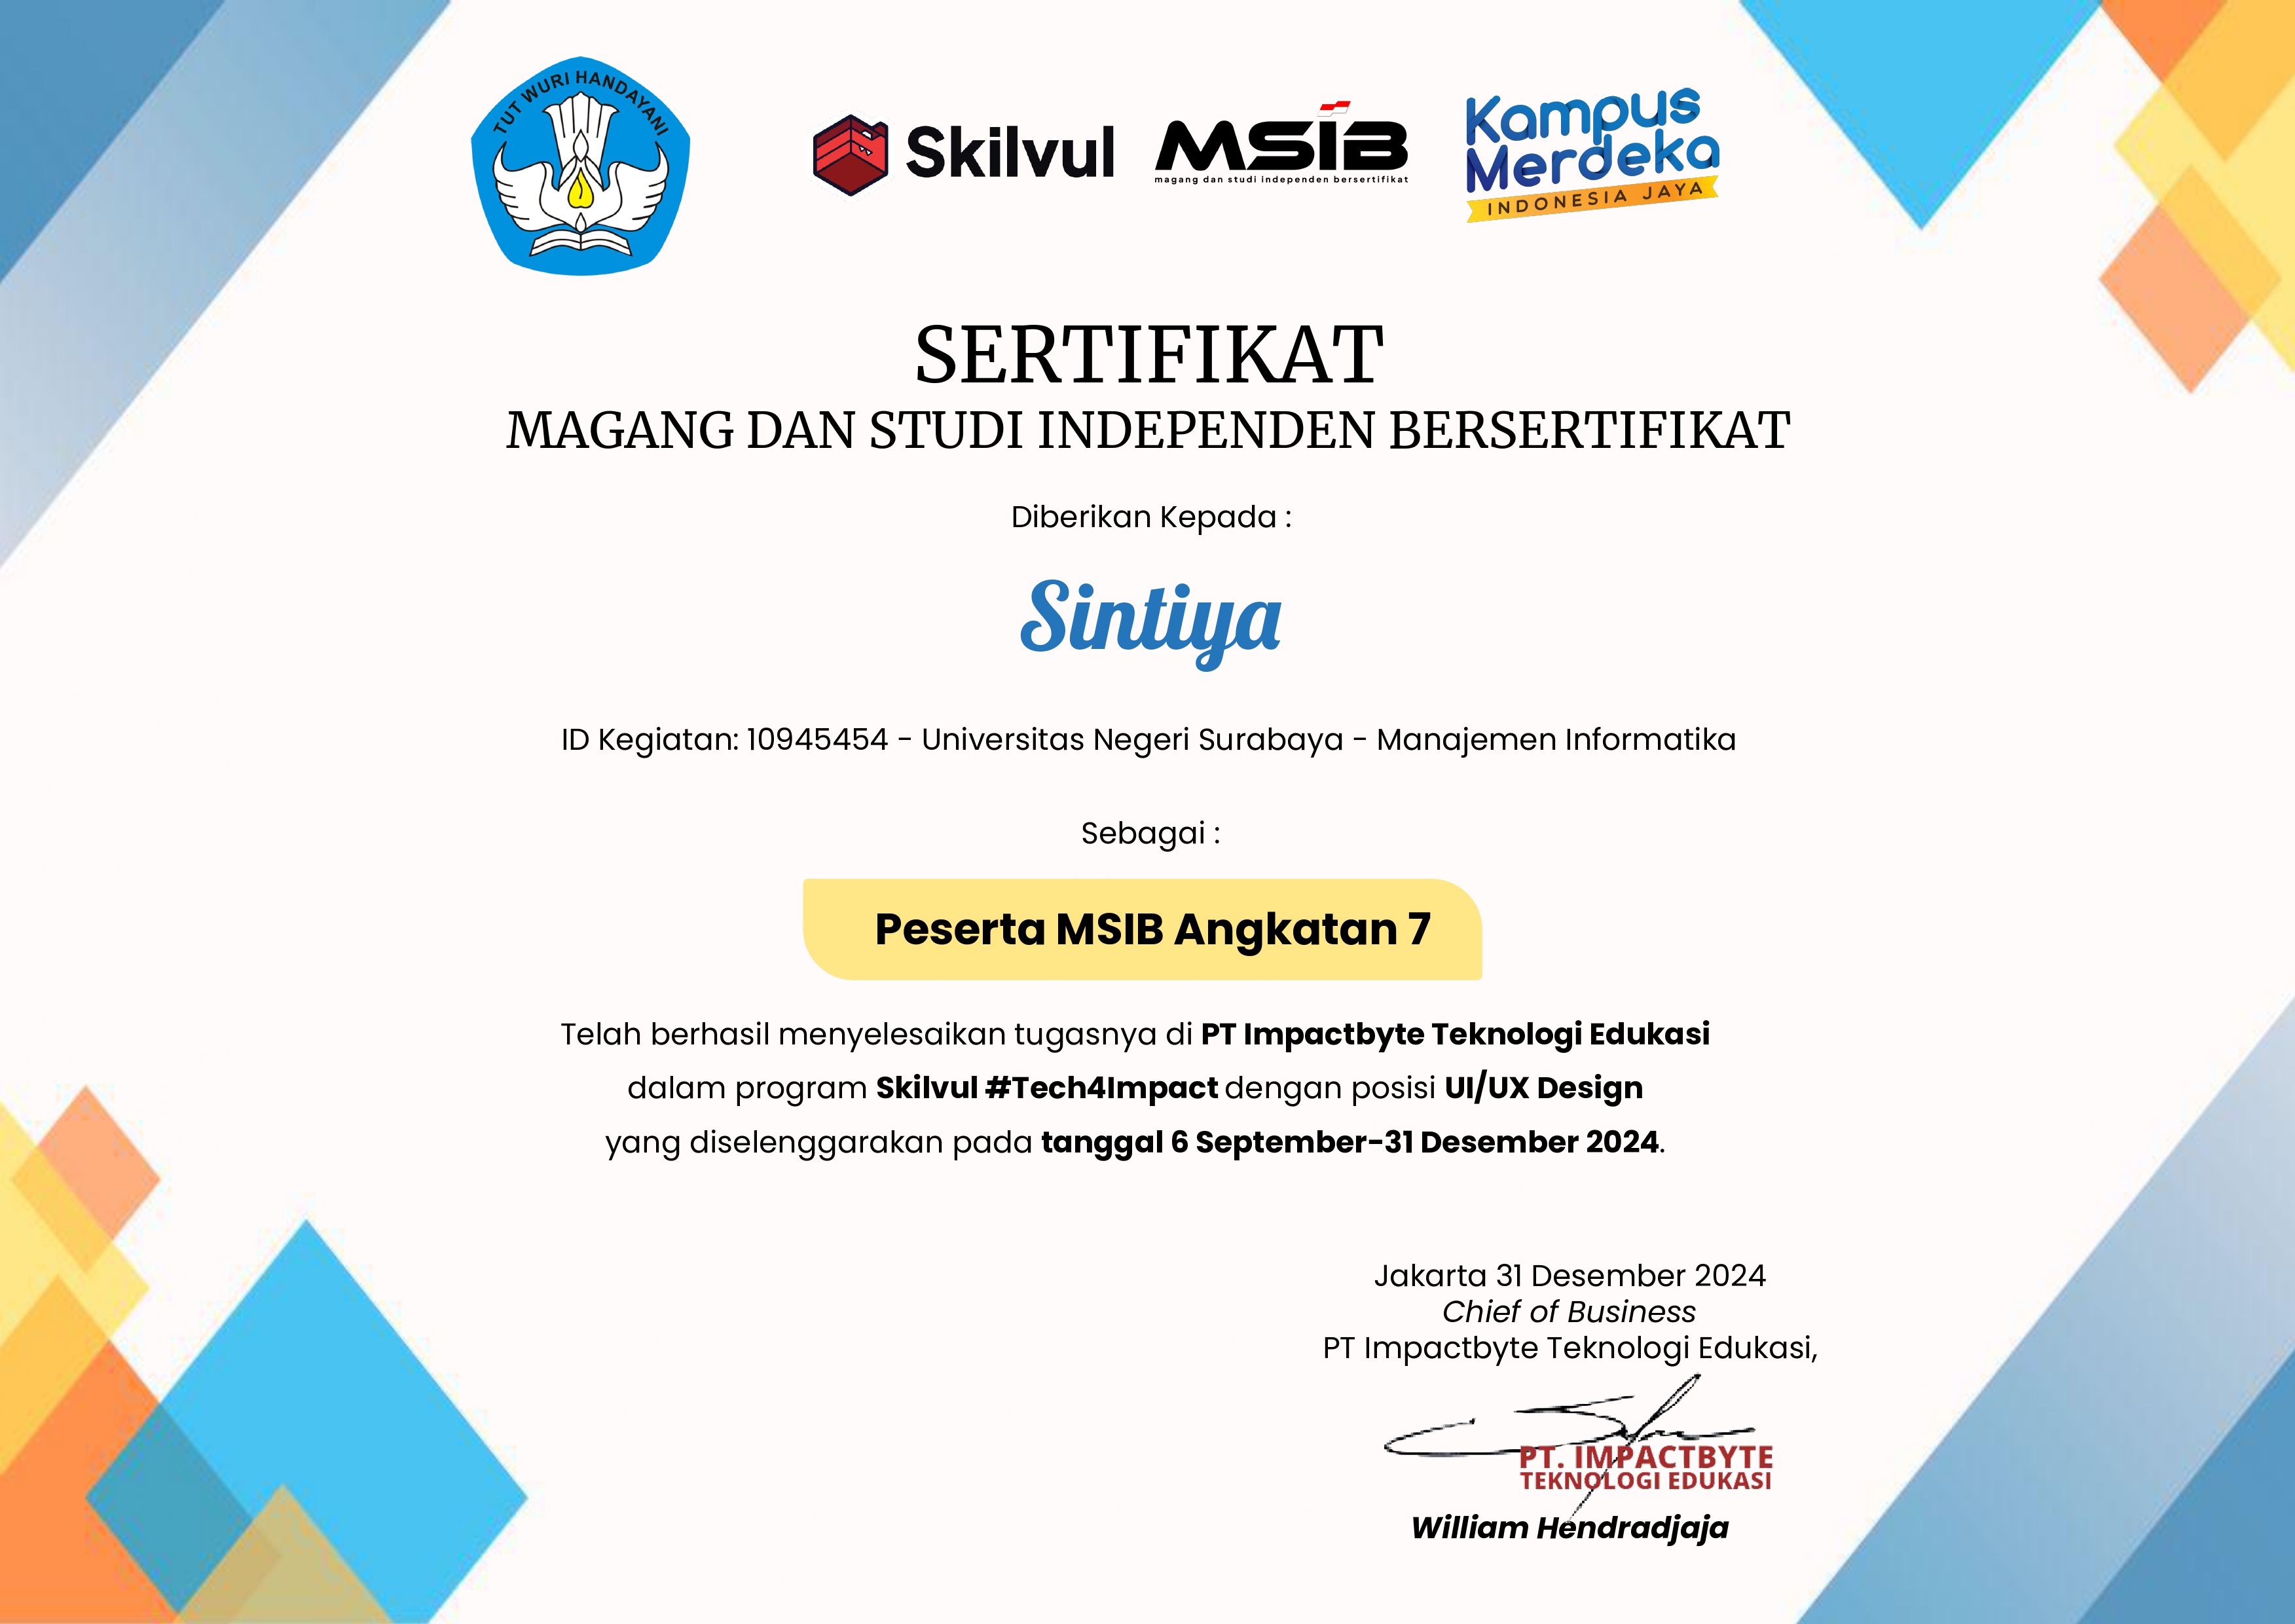 TUT WURI HANDAYANI
Skilvul
MSIB
magang dan studi independen bersertifikat
Kampus
Merdeka
INDONESIA JAYA
SERTIFIKAT
MAGANG DAN STUDI INDEPENDEN BERSERTIFIKAT
Diberikan Kepada :
Sintiya
ID Kegiatan: 10945454 - Universitas Negeri Surabaya - Manajemen Informatika
Sebagai :
Peserta MSIB Angkatan 7
Telah berhasil menyelesaikan tugasnya di PT Impactbyte Teknologi Edukasi
dalam program Skilvul #Tech4Impact dengan posisi UI/UX Design
yang diselenggarakan pada tanggal 6 September-31 Desember 2024.
Jakarta 31 Desember 2024
Chief of Business
PT Impactbyte Teknologi Edukasi,
PT. IMPACTBYTE
TEKNOLOGI EDUKASI
William Hendradjaja